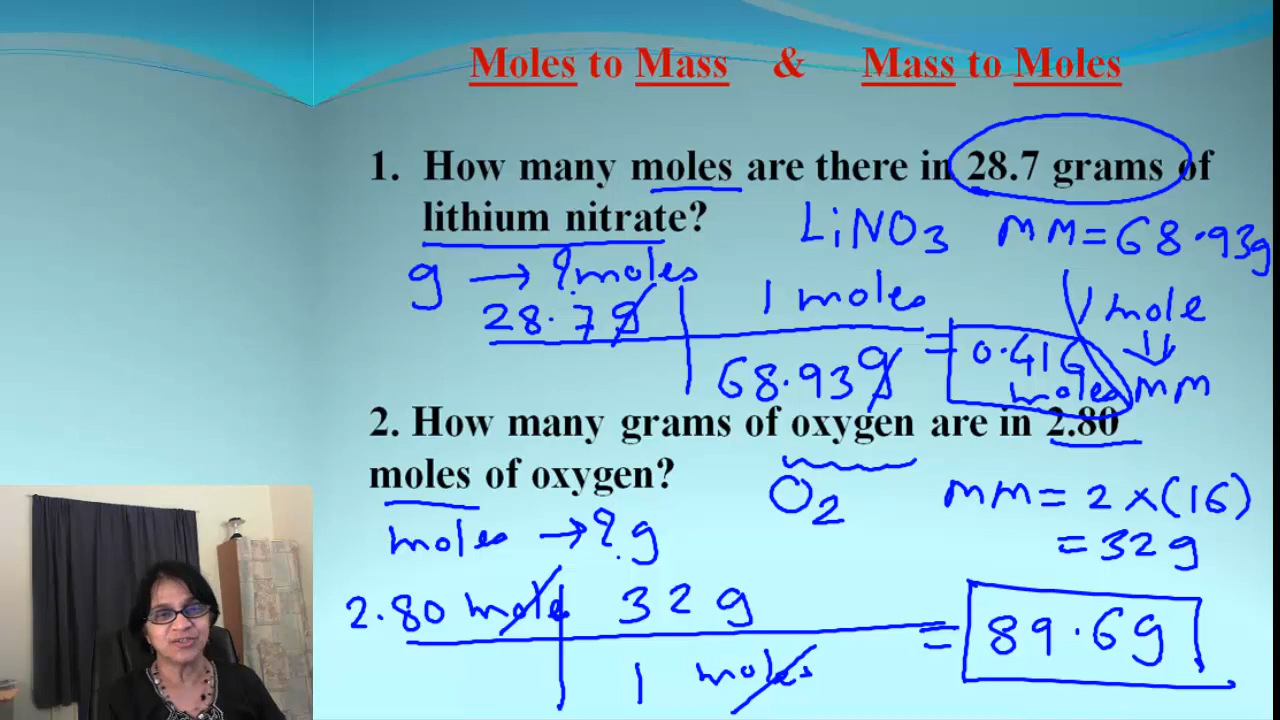 Moles to Mass & Mass to Moles
1. How many moles are there in 28.7 grams of
lithium nitrate?
LiNO3 MM = 68.93g
g → ? moles
28.7g 1 moles
68.93g
= 0.416
moles
1 mole
MM
2. How many grams of oxygen are in 2.80
moles of oxygen?
O2
MM = 2 × (16)
= 32g
moles → ? g
2.80 mole 32 g
1 moles
= 89.6g